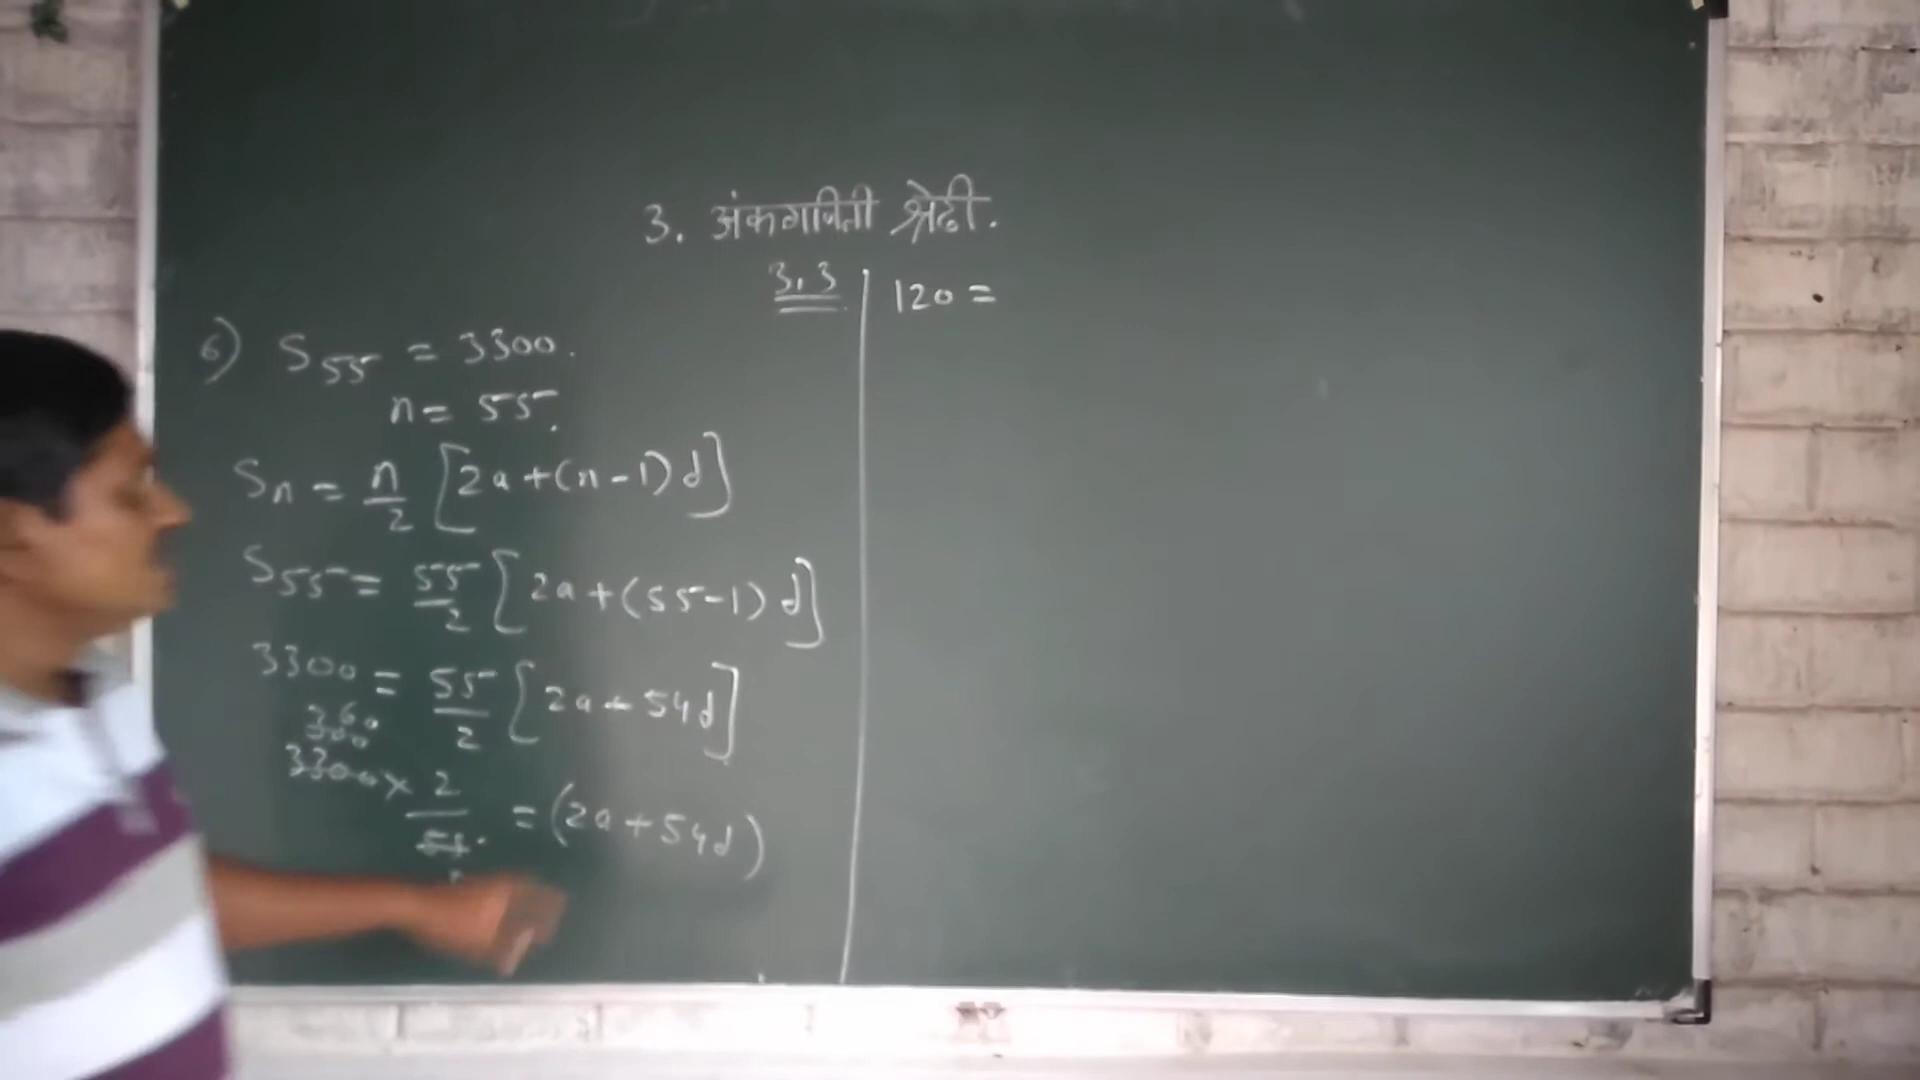 3. अंकगणिती श्रेढी.
3.3
6) S55 = 3300.
n = 55.
Sn = n/2 [2a+(n-1)d]
S55 = 55/2 [2a+(55-1)d]
3300 = 55/2 [2a+54d]
3300 × 2/55 = (2a+54d)
120 =